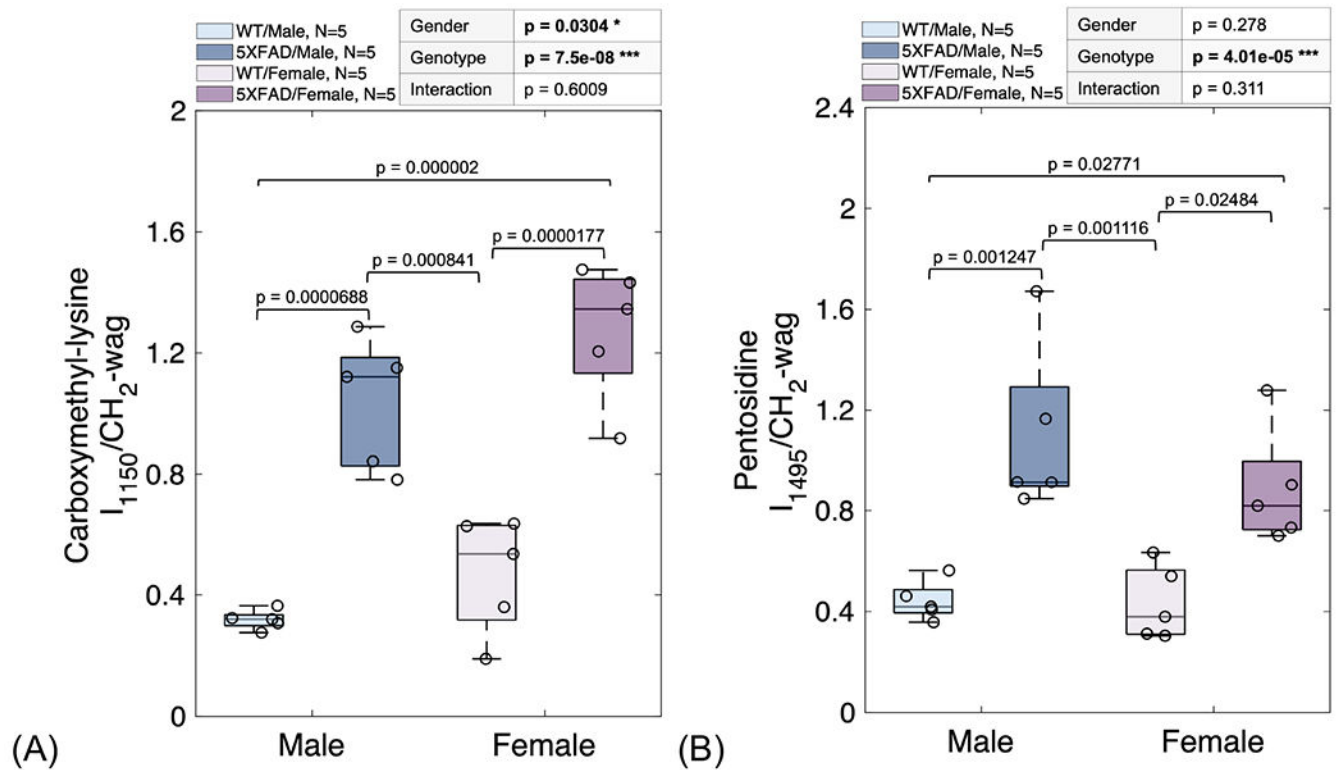 WT/Male, N=5
5XFAD/Male, N=5
WT/Female, N=5
5XFAD/Female, N=5
Gender p = 0.0304 *
Genotype p = 7.5e-08 ***
Interaction p = 0.6009
2
1.6
1.2
0.8
0.4
0
Carboxymethyl-lysine
I1150/CH2-wag
p = 0.000002
p = 0.0000177
p = 0.000841
p = 0.0000688
Male Female
(A)
WT/Male, N=5
5XFAD/Male, N=5
WT/Female, N=5
5XFAD/Female, N=5
Gender p = 0.278
Genotype p = 4.01e-05 ***
Interaction p = 0.311
2.4
2
1.6
1.2
0.8
0.4
0
Pentosidine
I1495/CH2-wag
p = 0.02771
p = 0.02484
p = 0.001116
p = 0.001247
Male Female
(B)